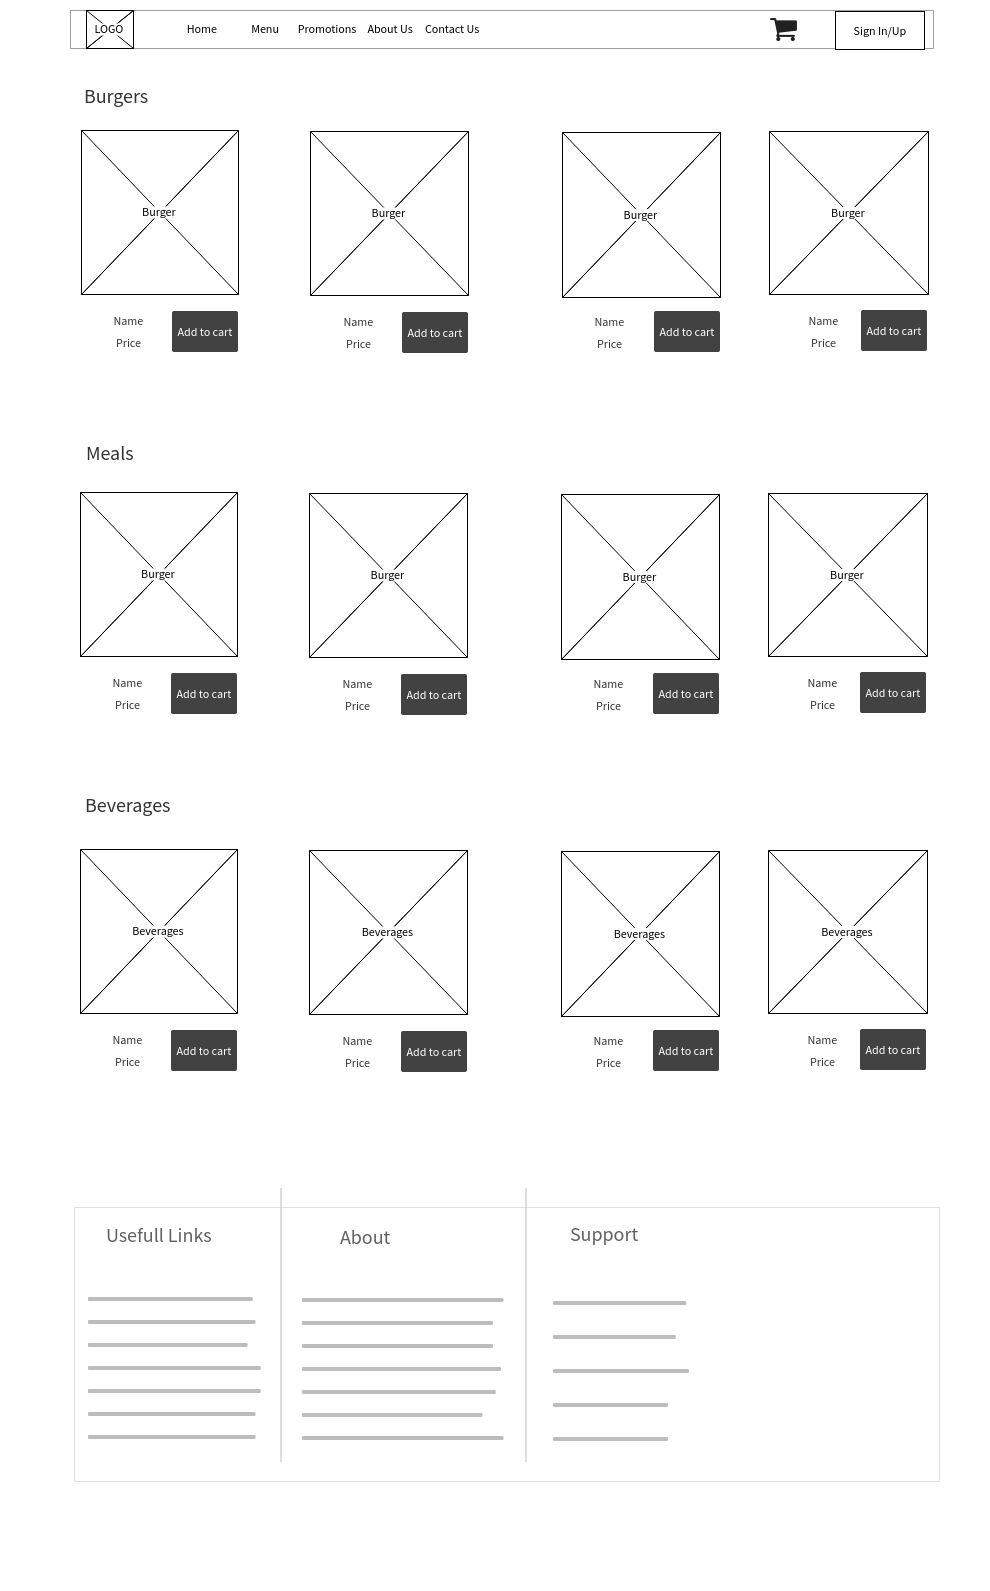 LOGO Home Menu Promotions About Us Contact Us Sign In/Up
Burgers
Burger Burger Burger Burger
Name Name Name Name
Add to cart Add to cart Add to cart Add to cart
Price Price Price Price
Meals
Burger Burger Burger Burger
Name Name Name Name
Add to cart Add to cart Add to cart Add to cart
Price Price Price Price
Beverages
Beverages Beverages Beverages Beverages
Name Name Name Name
Add to cart Add to cart Add to cart Add to cart
Price Price Price Price
Usefull Links About Support